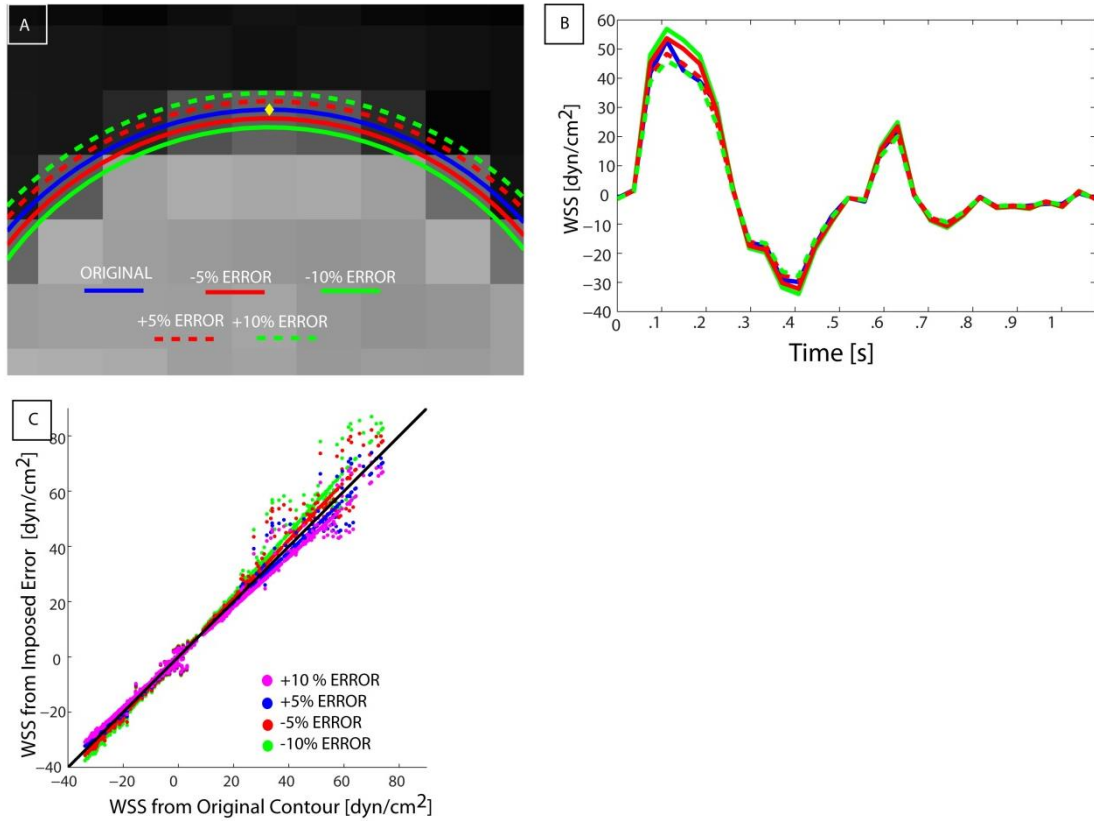 A
ORIGINAL
-5% ERROR
-10% ERROR
+5% ERROR
+10% ERROR
B
WSS [dyn/cm2]
60
50
40
30
20
10
0
-10
-20
-30
-40
0 .1 .2 .3 .4 .5 .6 .7 .8 .9 1
Time [s]
C
WSS from Imposed Error [dyn/cm2]
80
60
40
20
0
-20
-40
+10 % ERROR
+5% ERROR
-5% ERROR
-10% ERROR
-40 -20 0 20 40 60 80
WSS from Original Contour [dyn/cm2]